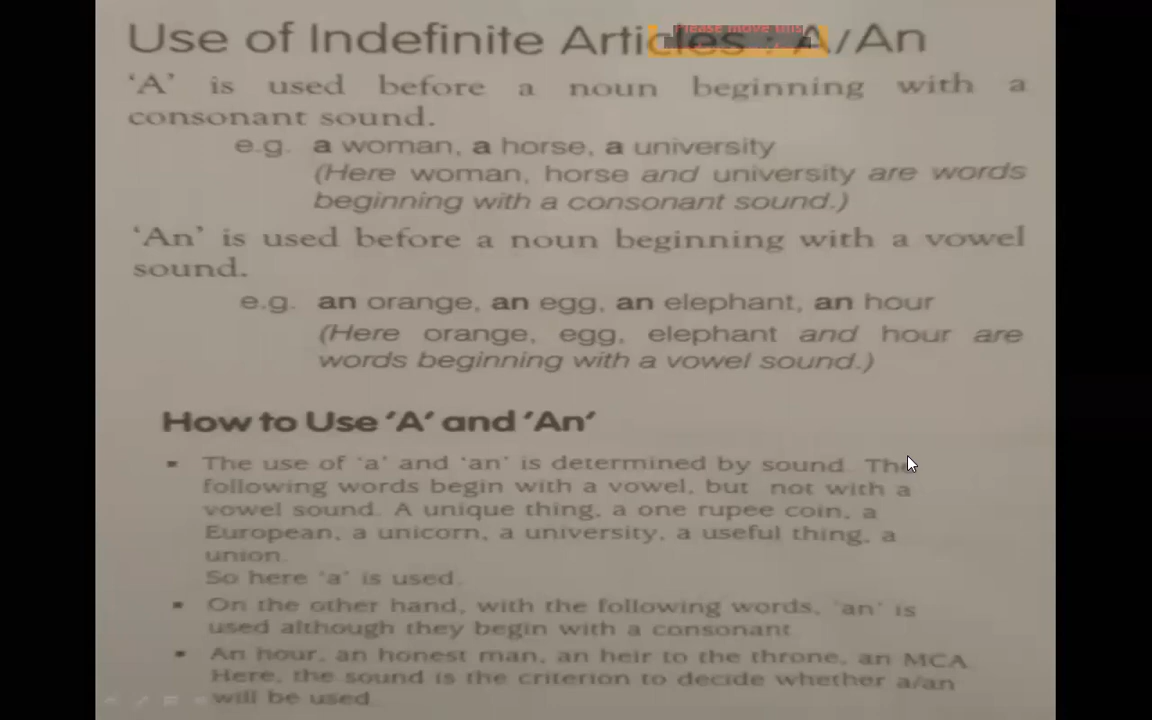 Use of Indefinite Articles : A/An
Please move this
'A' is used before a noun beginning with a
consonant sound.
e.g. a woman, a horse, a university
(Here woman, horse and university are words
beginning with a consonant sound.)
'An' is used before a noun beginning with a vowel
sound.
e.g. an orange, an egg, an elephant, an hour
(Here orange, egg, elephant and hour are
words beginning with a vowel sound.)
How to Use 'A' and 'An'
▪ The use of 'a' and 'an' is determined by sound. The
following words begin with a vowel, but not with a
vowel sound. A unique thing, a one rupee coin, a
European, a unicorn, a university, a useful thing, a
union.
So here 'a' is used.
▪ On the other hand, with the following words, 'an' is
used although they begin with a consonant.
▪ An hour, an honest man, an heir to the throne, an MCA
Here, the sound is the criterion to decide whether a/an
will be used.